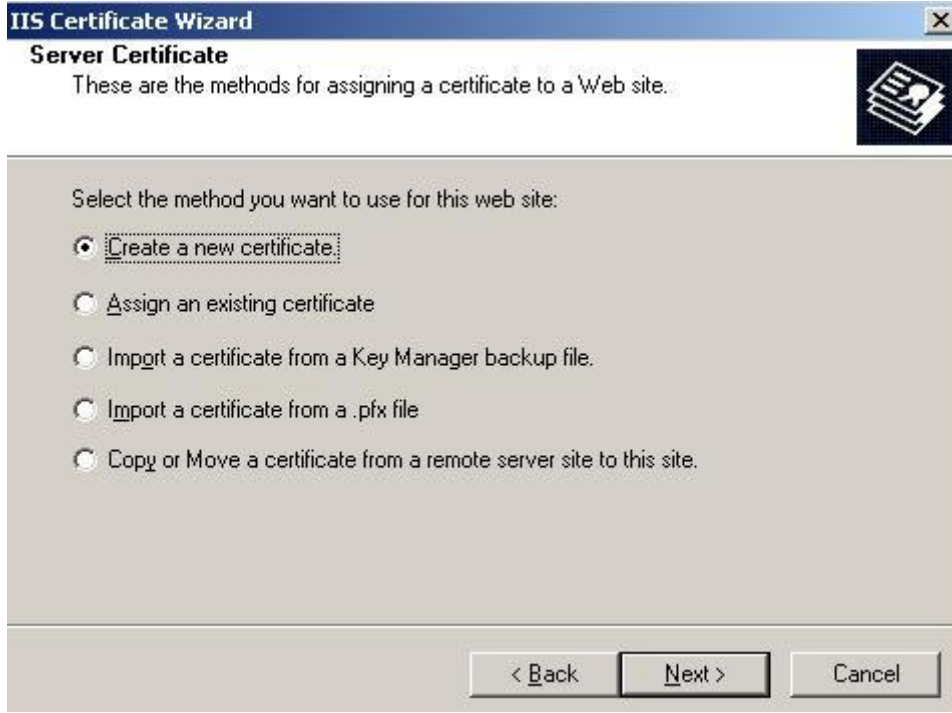 IIS Certificate Wizard
Server Certificate
These are the methods for assigning a certificate to a Web site.
Select the method you want to use for this web site:
Create a new certificate.
Assign an existing certificate
Import a certificate from a Key Manager backup file.
Import a certificate from a .pfx file
Copy or Move a certificate from a remote server site to this site.
< Back Next > Cancel